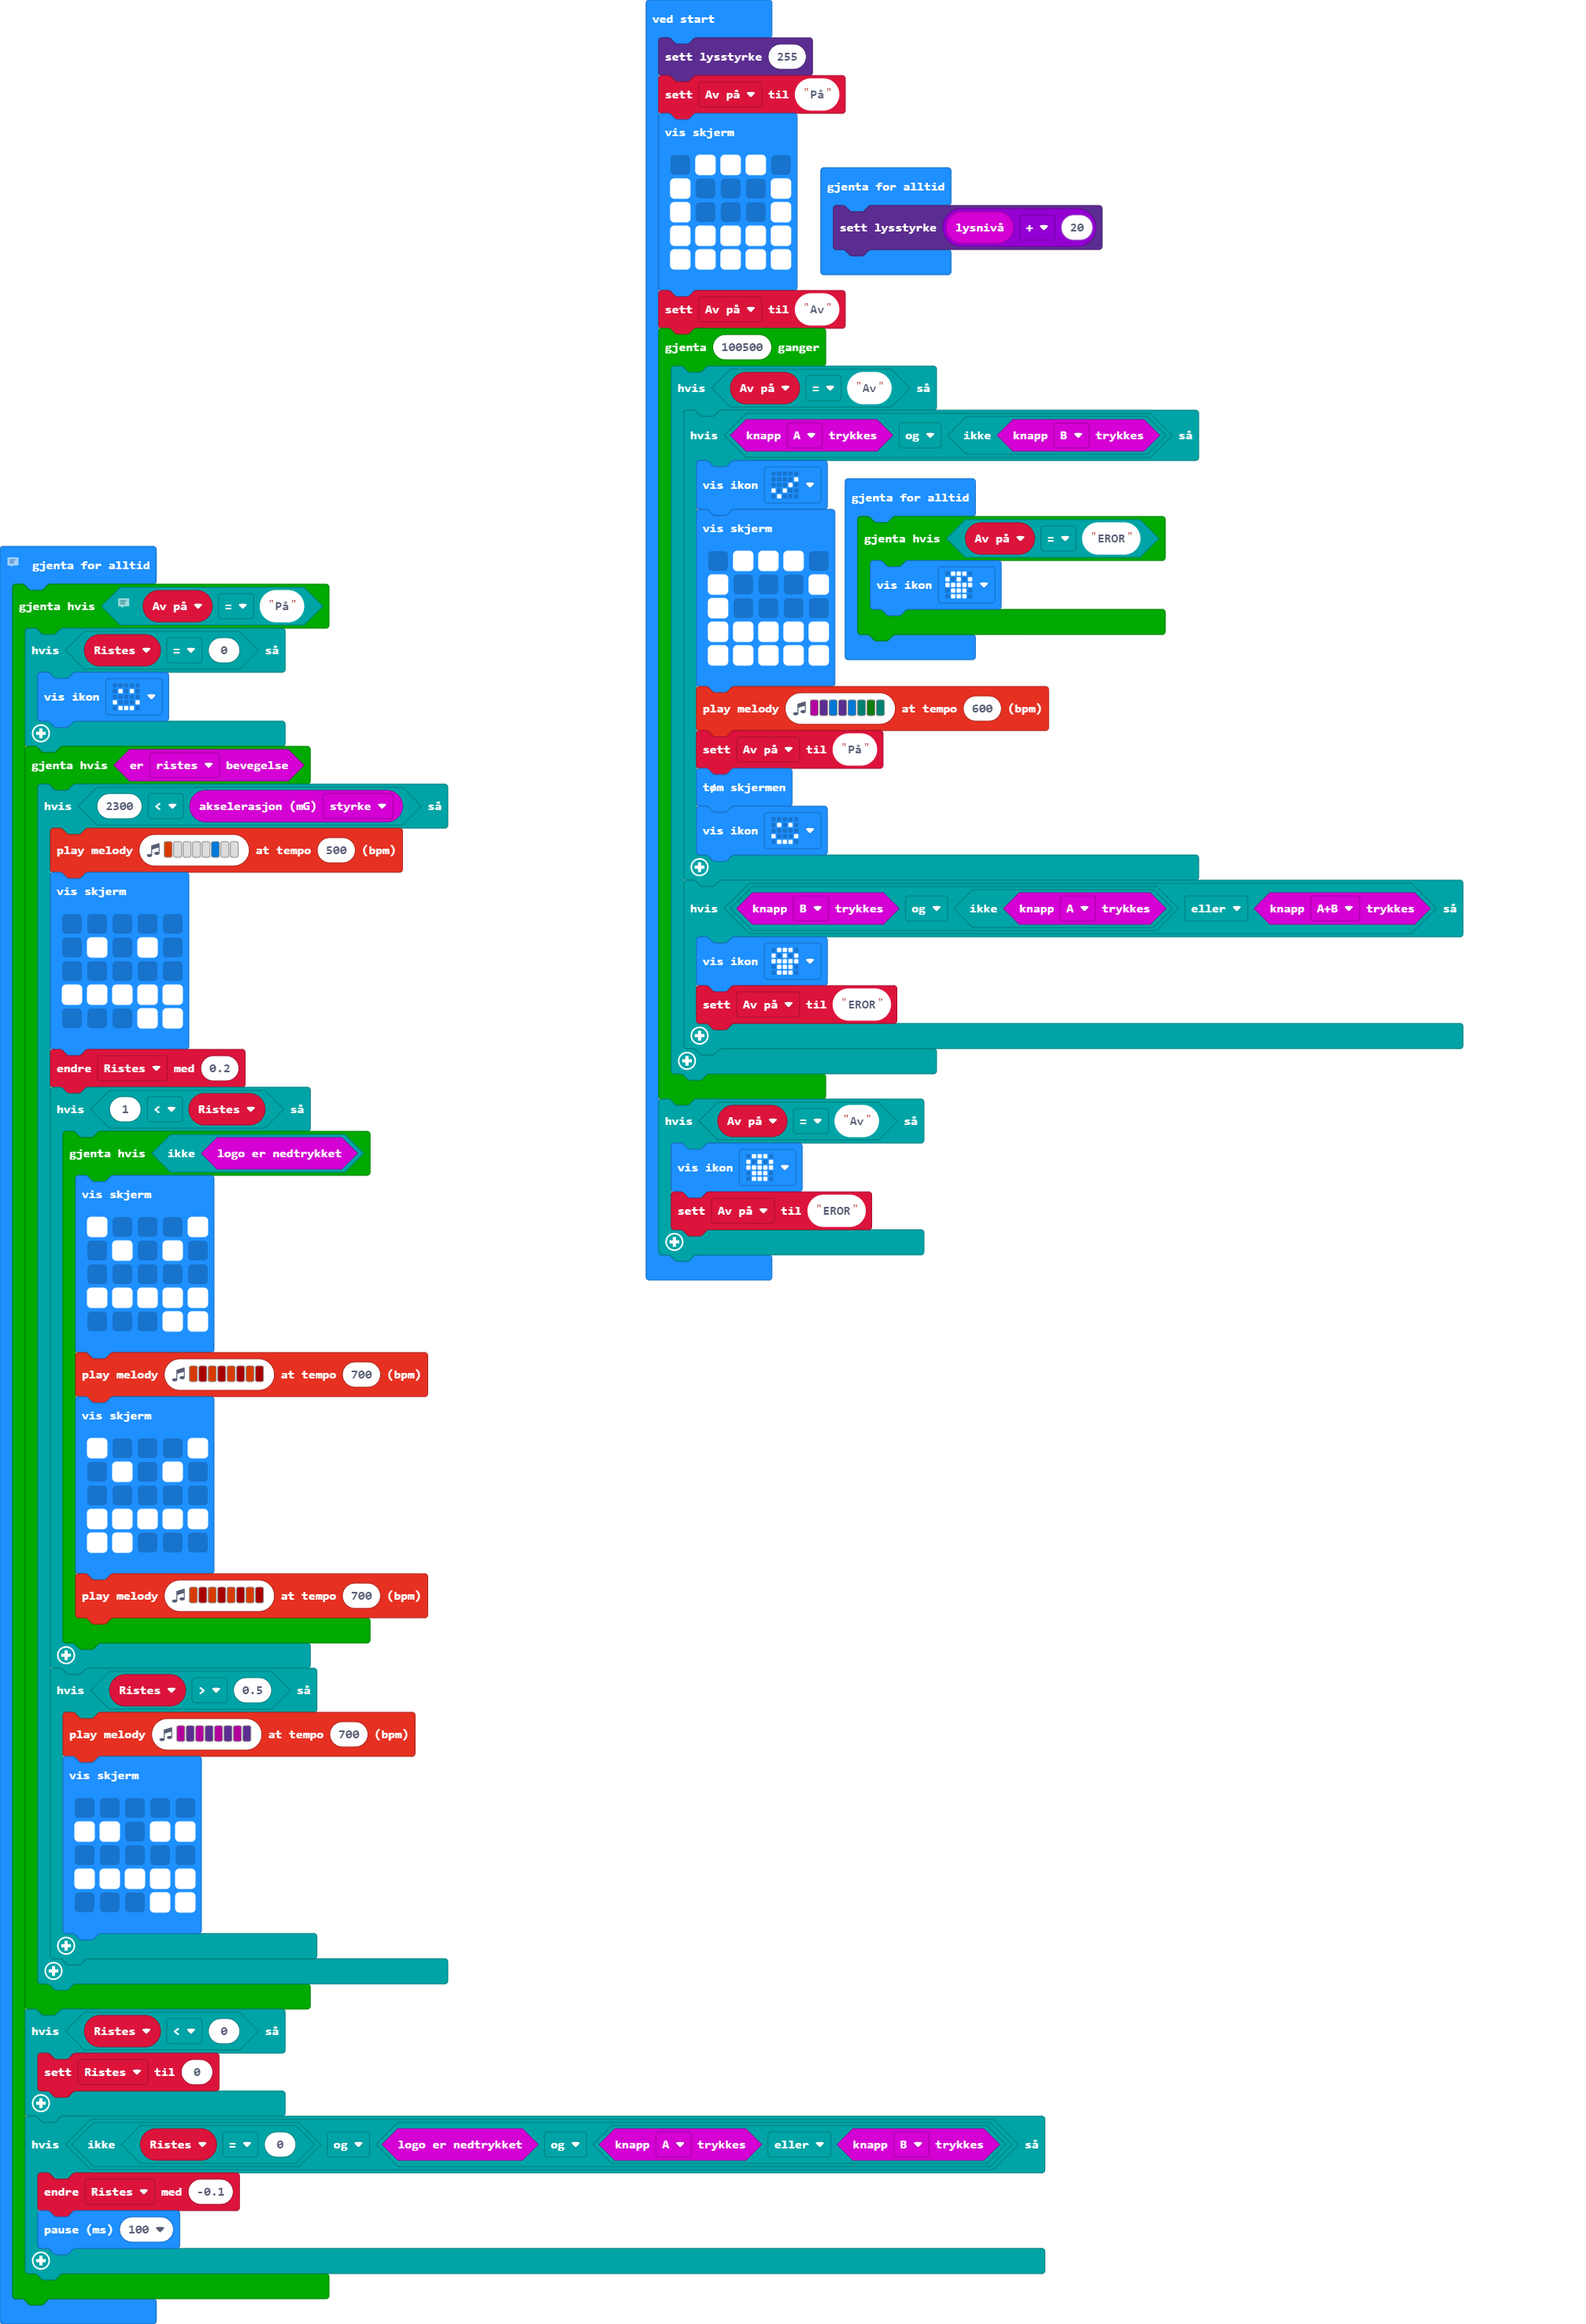 ved start
sett lysstyrke 255
sett Av på til "På"
vis skjerm
sett Av på til "Av"
gjenta 100500 ganger
hvis Av på = "Av" så
hvis knapp A trykkes og ikke knapp B trykkes så
vis ikon
vis skjerm
play melody at tempo 600 (bpm)
sett Av på til "På"
tøm skjermen
vis ikon
hvis knapp B trykkes og ikke knapp A trykkes eller knapp A+B trykkes så
vis ikon
sett Av på til "EROR"
hvis Av på = "Av" så
vis ikon
sett Av på til "EROR"
gjenta for alltid
sett lysstyrke lysnivå + 20
gjenta for alltid
gjenta hvis Av på = "EROR"
vis ikon
gjenta for alltid
gjenta hvis Av på = "På"
hvis Ristes = 0 så
vis ikon
gjenta hvis er ristes bevegelse
hvis 2300 < akselerasjon (mG) styrke så
play melody at tempo 500 (bpm)
vis skjerm
endre Ristes med 0.2
hvis 1 < Ristes så
gjenta hvis ikke logo er nedtrykket
vis skjerm
play melody at tempo 700 (bpm)
vis skjerm
play melody at tempo 700 (bpm)
hvis Ristes > 0.5 så
play melody at tempo 700 (bpm)
vis skjerm
hvis Ristes < 0 så
sett Ristes til 0
hvis ikke Ristes = 0 og logo er nedtrykket og knapp A trykkes eller knapp B trykkes så
endre Ristes med -0.1
pause (ms) 100